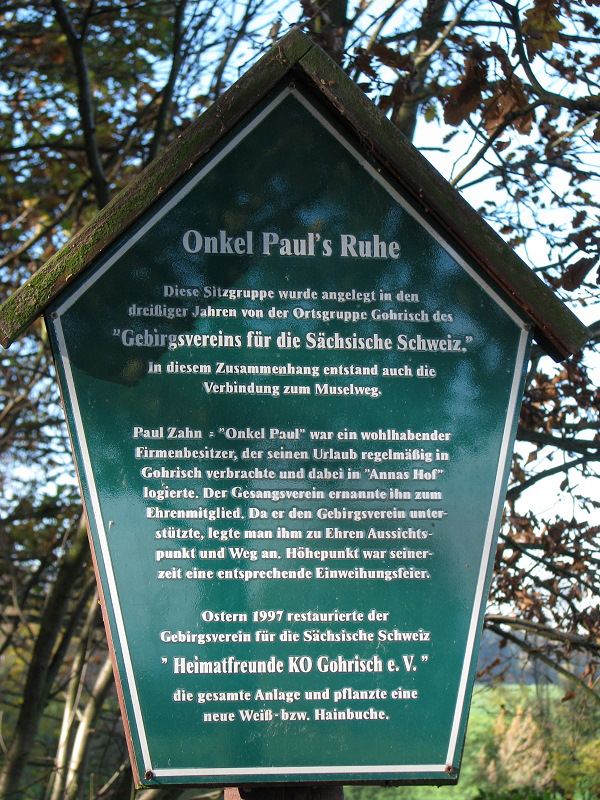 Onkel Paul's Ruhe
Diese Sitzgruppe wurde angelegt in den
dreißiger Jahren von der Ortsgruppe Gohrisch des
"Gebirgsvereins für die Sächsische Schweiz."
In diesem Zusammenhang entstand auch die
Verbindung zum Muselweg.
Paul Zahn = "Onkel Paul" war ein wohlhabender
Firmenbesitzer, der seinen Urlaub regelmäßig in
Gohrisch verbrachte und dabei in "Annas Hof"
logierte. Der Gesangsverein ernannte ihn zum
Ehrenmitglied. Da er den Gebirgsverein unter-
stützte, legte man ihm zu Ehren Aussichts-
punkt und Weg an. Höhepunkt war seiner-
zeit eine entsprechende Einweihungsfeier.
Ostern 1997 restaurierte der
Gebirgsverein für die Sächsische Schweiz
" Heimatfreunde KO Gohrisch e. V. "
die gesamte Anlage und pflanzte eine
neue Weiß-bzw. Hainbuche.